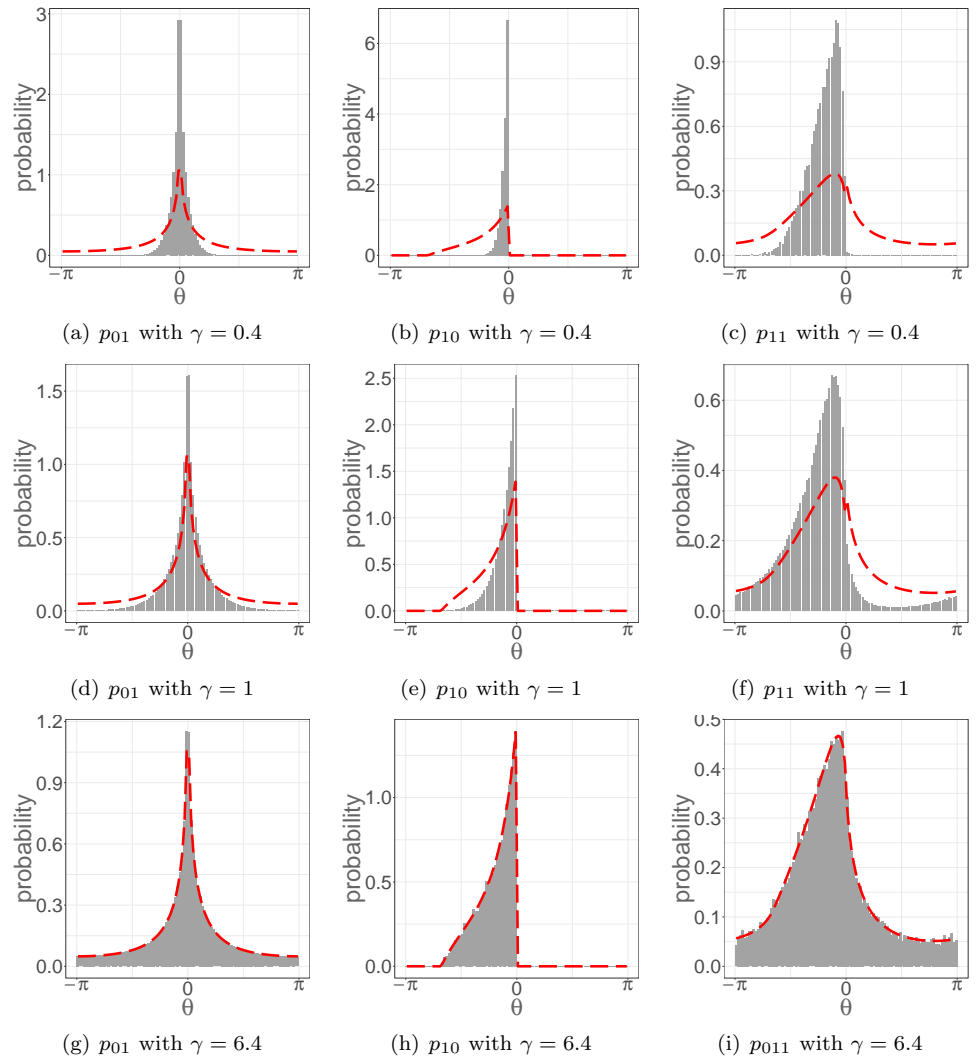 3
2
1
0
probability
−π
0
π
θ
(a) p01 with γ = 0.4
6
4
2
0
probability
−π
0
π
θ
(b) p10 with γ = 0.4
0.9
0.6
0.3
0.0
probability
−π
0
π
θ
(c) p11 with γ = 0.4
1.5
1.0
0.5
0.0
probability
−π
0
π
θ
(d) p01 with γ = 1
2.5
2.0
1.5
1.0
0.5
0.0
probability
−π
0
π
θ
(e) p10 with γ = 1
0.6
0.4
0.2
0.0
probability
−π
0
π
θ
(f) p11 with γ = 1
1.2
0.9
0.6
0.3
0.0
probability
−π
0
π
θ
(g) p01 with γ = 6.4
1.0
0.5
0.0
probability
−π
0
π
θ
(h) p10 with γ = 6.4
0.5
0.4
0.3
0.2
0.1
0.0
probability
−π
0
π
θ
(i) p011 with γ = 6.4